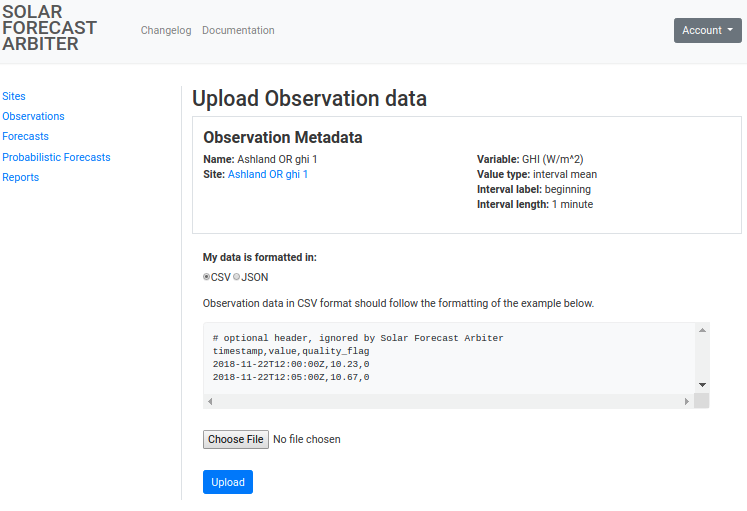 SOLAR
FORECAST
ARBITER
Changelog Documentation
Account
Sites
Observations
Forecasts
Probabilistic Forecasts
Reports
Upload Observation data
Observation Metadata
Name: Ashland OR ghi 1
Site: Ashland OR ghi 1
Variable: GHI (W/m^2)
Value type: interval mean
Interval label: beginning
Interval length: 1 minute
My data is formatted in:
CSV JSON
Observation data in CSV format should follow the formatting of the example below.
# optional header, ignored by Solar Forecast Arbiter
timestamp,value,quality_flag
2018-11-22T12:00:00Z,10.23,0
2018-11-22T12:05:00Z,10.67,0
Choose File No file chosen
Upload